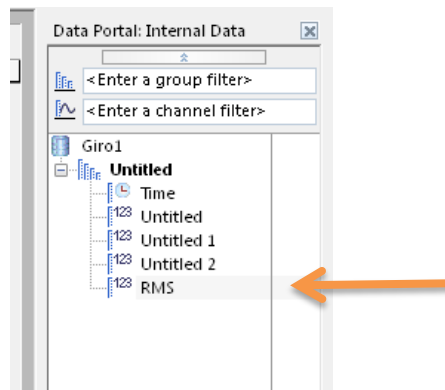 Data Portal: Internal Data
<Enter a group filter>
<Enter a channel filter>
Giro1
Untitled
Time
123 Untitled
123 Untitled 1
123 Untitled 2
123 RMS